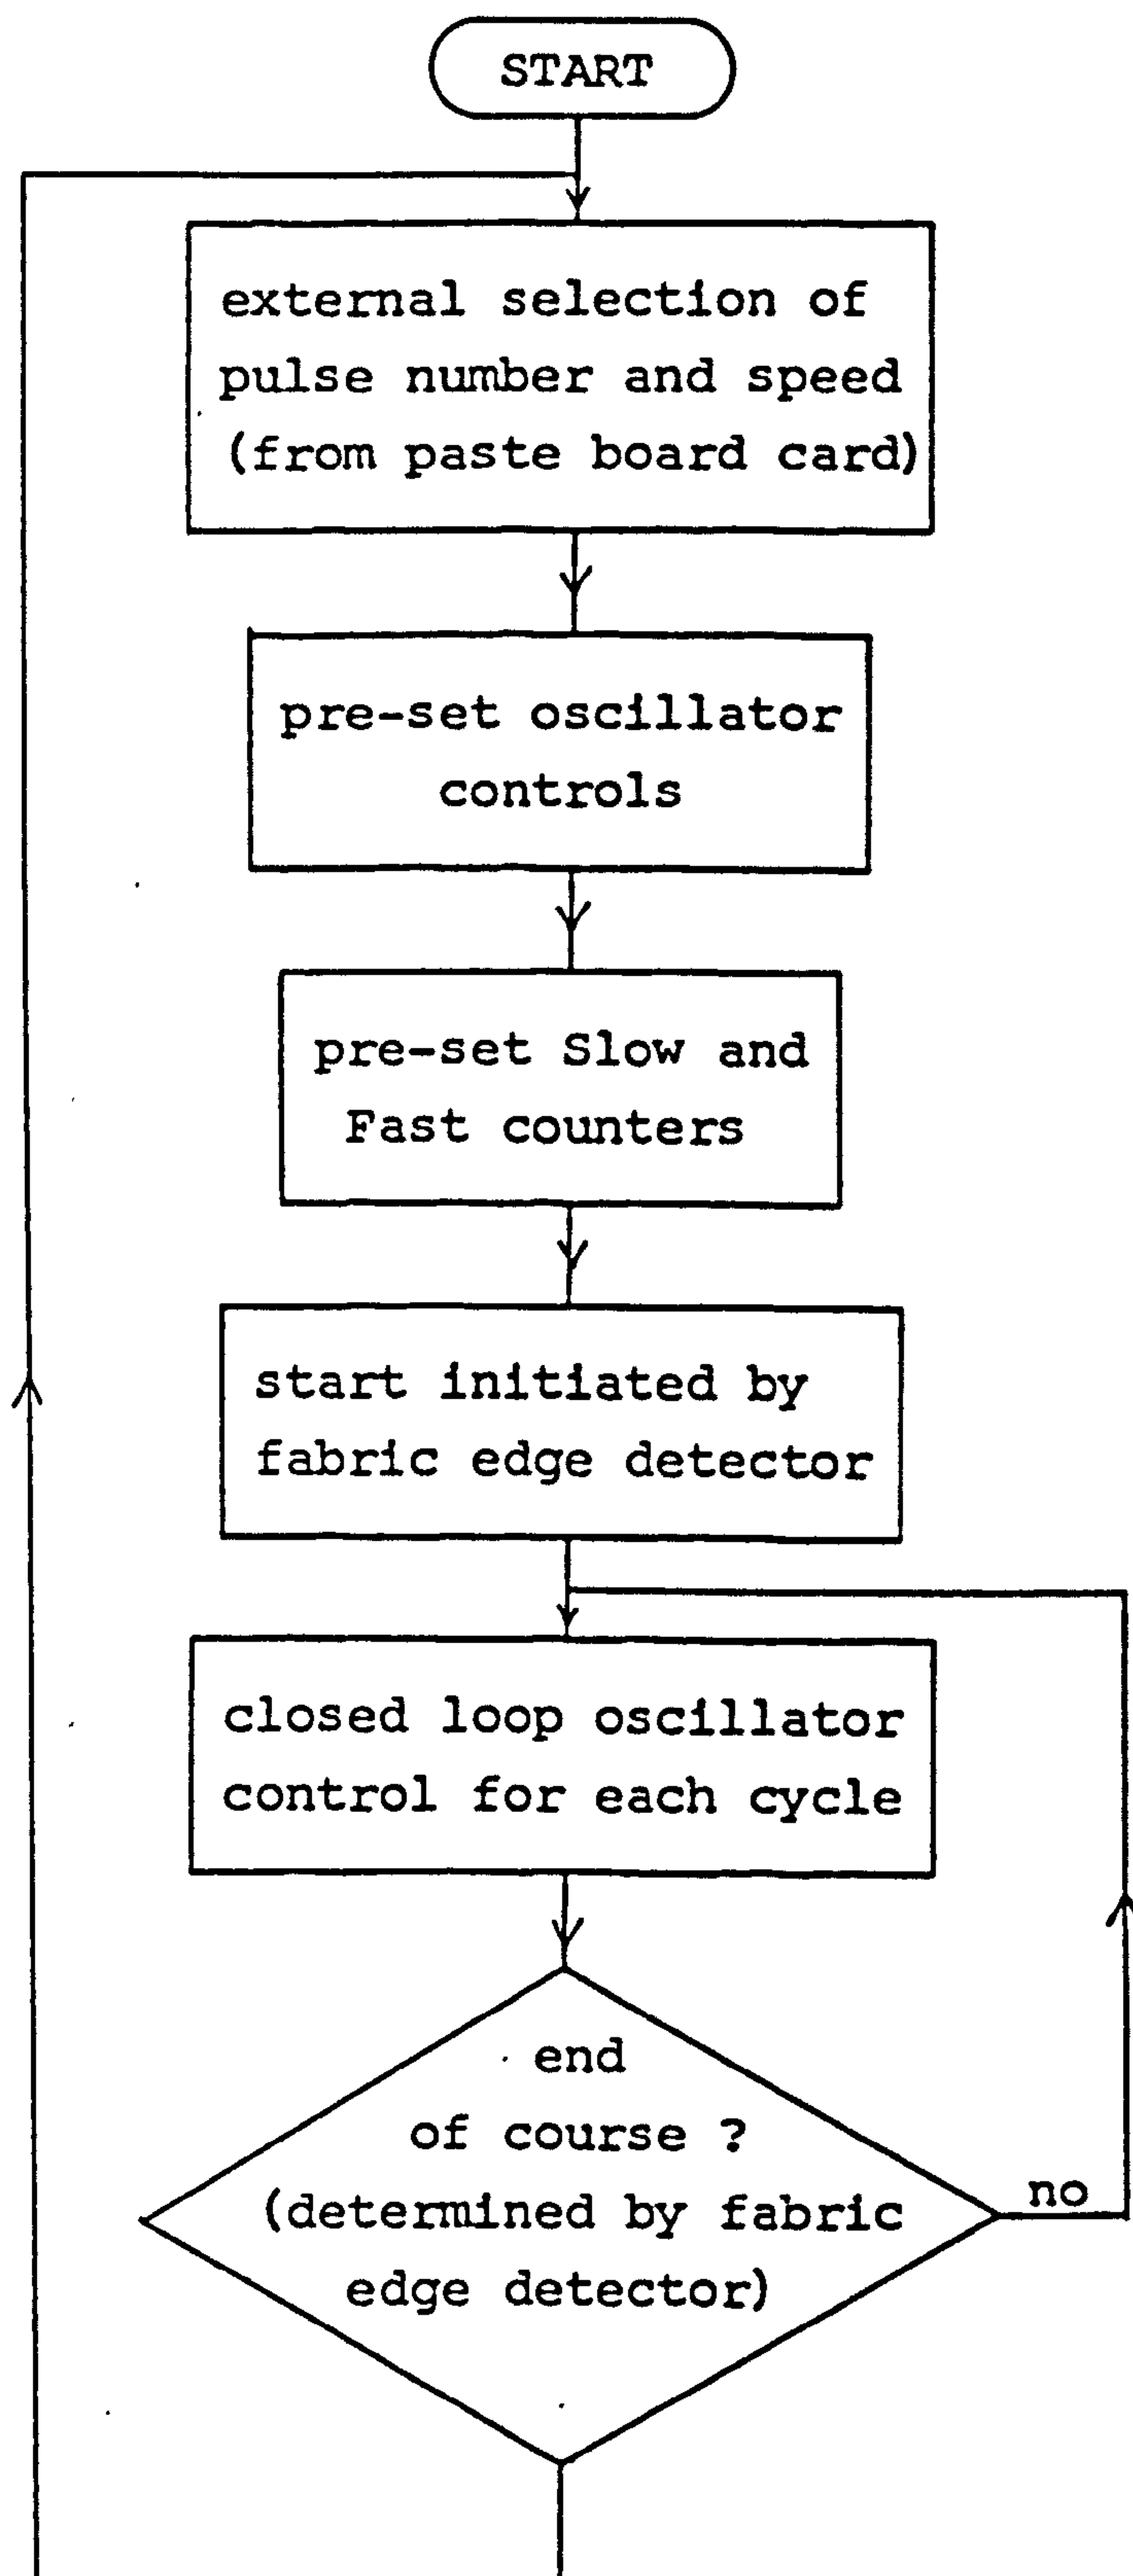 START
external selection of
pulse number and speed
(from paste board card)
pre-set oscillator
controls
pre-set Slow and
Fast counters
start initiated by
fabric edge detector
closed loop oscillator
control for each cycle
end
of course ?
(determined by fabric
edge detector)
no